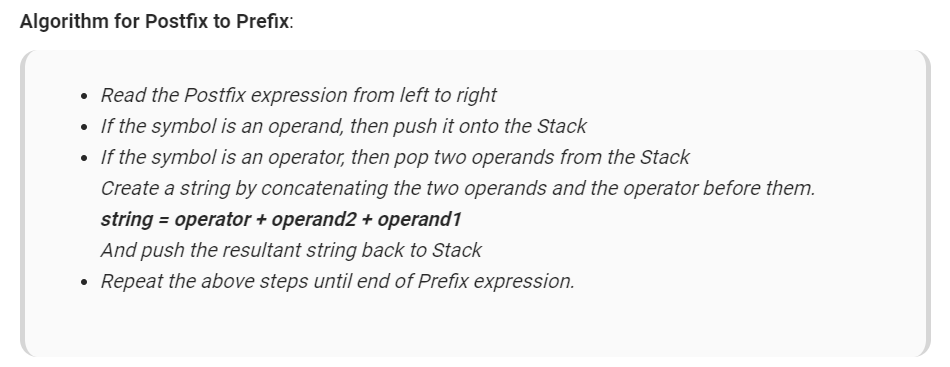 Algorithm for Postfix to Prefix:
• Read the Postfix expression from left to right
• If the symbol is an operand, then push it onto the Stack
• If the symbol is an operator, then pop two operands from the Stack
Create a string by concatenating the two operands and the operator before them.
string = operator + operand2 + operand1
And push the resultant string back to Stack
• Repeat the above steps until end of Prefix expression.